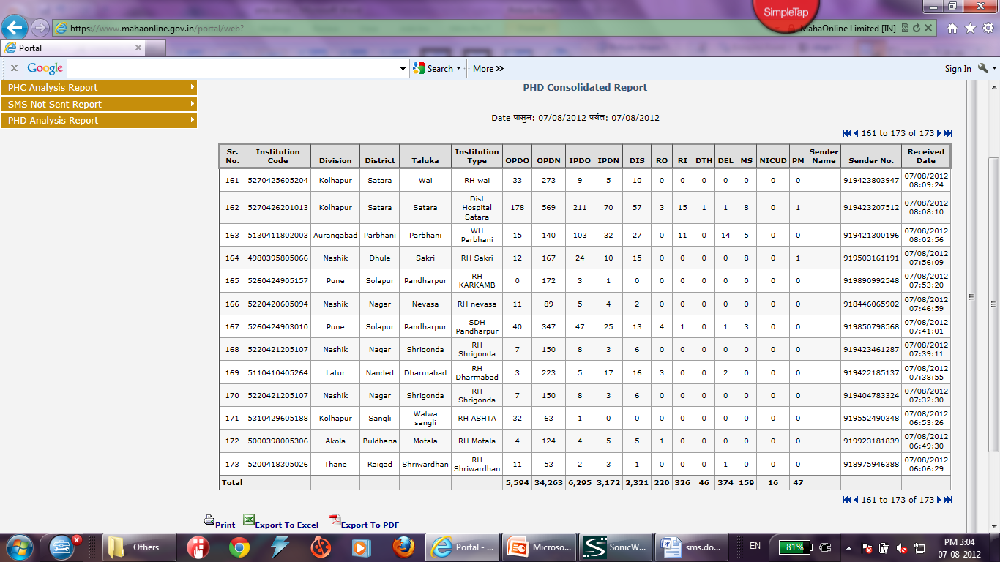 SimpleTap
https://www.mahaonline.gov.in/portal/web?
MahaOnline Limited [IN]
Portal
x Google Search More »
Sign In
PHC Analysis Report
SMS Not Sent Report
PHD Analysis Report
PHD Consolidated Report
Date पासुन: 07/08/2012 पर्यंत: 07/08/2012
161 to 173 of 173
Sr. No. Institution Code Division District Taluka Institution Type OPDO OPDN IPDO IPDN DIS RO RI DTH DEL MS NICUD PM Sender Name Sender No. Received Date
161 5270425605204 Kolhapur Satara Wai RH wai 33 273 9 5 10 0 0 0 0 0 0 0 919423803947 07/08/2012 08:09:24
162 5270426201013 Kolhapur Satara Satara Dist Hospital Satara 178 569 211 70 57 3 15 1 1 8 0 1 919423207512 07/08/2012 08:08:10
163 5130411802003 Aurangabad Parbhani Parbhani WH Parbhani 15 140 103 32 27 0 11 0 14 5 0 0 919421300196 07/08/2012 08:02:56
164 4980395805066 Nashik Dhule Sakri RH Sakri 12 167 24 10 15 0 0 0 0 8 0 1 919503161191 07/08/2012 07:56:09
165 5260424905157 Pune Solapur Pandharpur RH KARKAMB 0 172 3 1 0 0 0 0 0 0 0 0 919890992548 07/08/2012 07:53:20
166 5220420605094 Nashik Nagar Nevasa RH nevasa 11 89 5 4 2 0 0 0 0 0 0 0 918446065902 07/08/2012 07:46:59
167 5260424903010 Pune Solapur Pandharpur SDH Pandharpur 40 347 47 25 13 4 1 0 1 3 0 0 919850798568 07/08/2012 07:41:01
168 5220421205107 Nashik Nagar Shrigonda RH Shrigonda 7 150 8 3 6 0 0 0 0 0 0 0 919423461287 07/08/2012 07:39:11
169 5110410405264 Latur Nanded Dharmabad RH Dharmabad 3 223 5 17 16 3 0 0 2 0 0 0 919422185137 07/08/2012 07:38:55
170 5220421205107 Nashik Nagar Shrigonda RH Shrigonda 7 150 8 3 6 0 0 0 0 0 0 0 919404783324 07/08/2012 07:32:30
171 5310429605188 Kolhapur Sangli Walwa sangli RH ASHTA 32 63 1 0 0 0 0 0 0 0 0 0 919552490348 07/08/2012 06:53:26
172 5000398005306 Akola Buldhana Motala RH Motala 4 124 4 5 5 1 0 0 0 0 0 0 919923181839 07/08/2012 06:49:30
173 5200418305026 Thane Raigad Shriwardhan RH Shriwardhan 11 53 2 3 1 0 0 0 1 0 0 0 918975946388 07/08/2012 06:06:29
Total 5,594 34,263 6,295 3,172 2,321 220 326 46 374 159 16 47
161 to 173 of 173
Print Export To Excel Export To PDF
Others Portal - ... Microso... SonicW... sms.do... EN 81% PM 3:04
07-08-2012